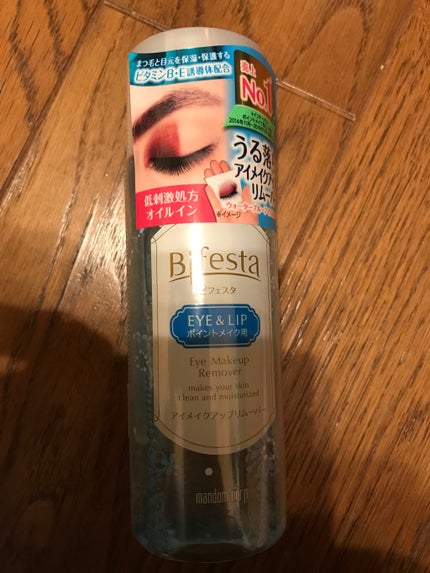 まつ毛と目元を保湿・保護する
ビタミンB・E誘導体配合
売上
No.1
うる落
アイメイクア
リムーバ
ウォータープルーフ
※イメージ
低刺激処方
オイルイン
Bifesta
ビフェスタ
EYE & LIP
ポイントメイク用
Eye Makeup
Remover
makes your skin
clean and moisturized
アイメイクアップリムーバー
mandom corp.